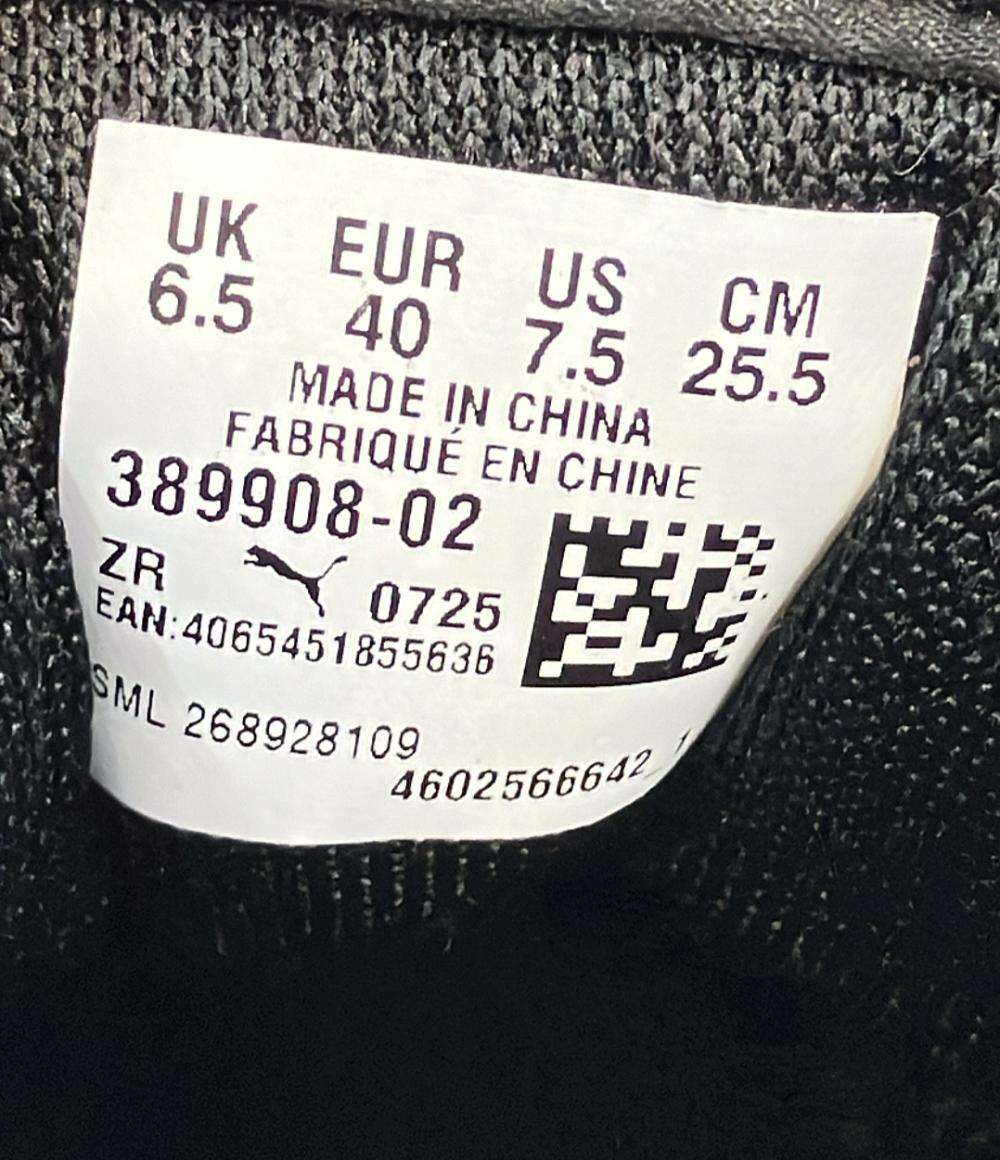 UK EUR US CM
6.5 40 7.5 25.5
MADE IN CHINA
FABRIQUÉ EN CHINE
389908-02
ZR 0725
EAN:4065451855636
SML 268928109
4602566642